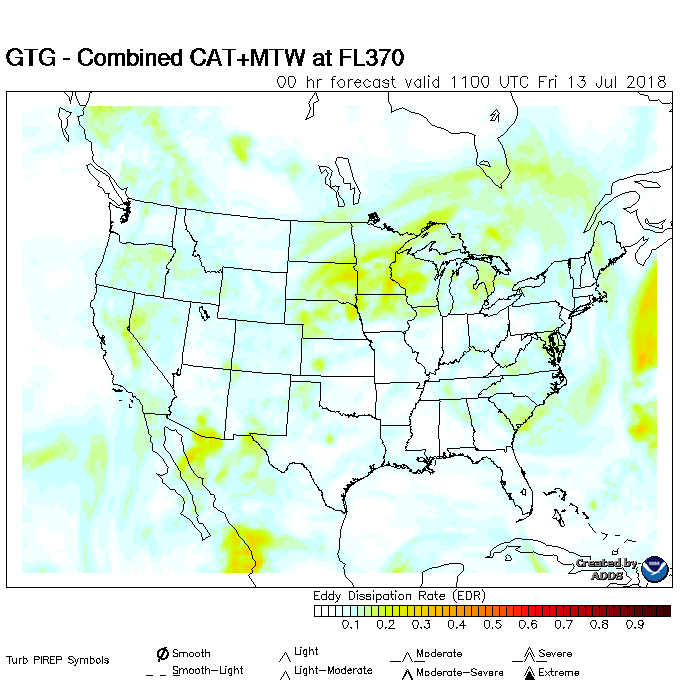 GTG - Combined CAT+MTW at FL370
00 hr forecast valid 1100 UTC Fri 13 Jul 2018
Created by
ADDS
Eddy Dissipation Rate (EDR)
0.1 0.2 0.3 0.4 0.5 0.6 0.7 0.8 0.9
Turb PIREP Symbols
Smooth Light Moderate Severe
Smooth-Light Light-Moderate Moderate-Severe Extreme